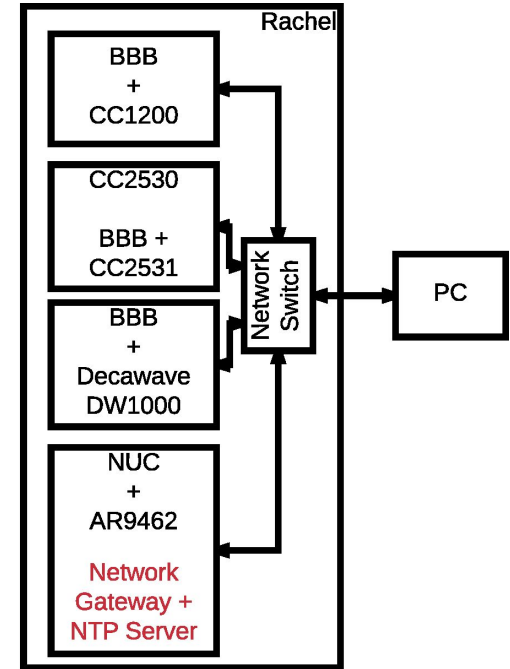 Rachel
BBB
+
CC1200
CC2530
BBB +
CC2531
BBB
+
Decawave
DW1000
NUC
+
AR9462
Network
Gateway +
NTP Server
Network
Switch
PC